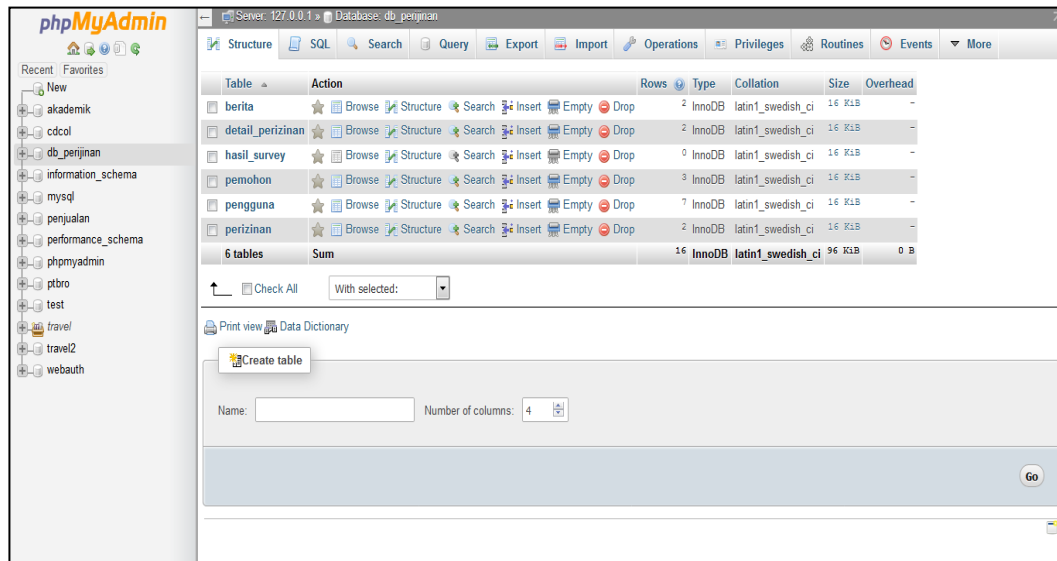 phpMyAdmin
Recent Favorites
New
akademik
cdcol
db_perijinan
information_schema
mysql
penjualan
performance_schema
phpmyadmin
ptbro
test
travel
travel2
webauth
Server: 127.0.0.1 » Database: db_perijinan
Structure SQL Search Query Export Import Operations Privileges Routines Events More
Table Action Rows Type Collation Size Overhead
berita Browse Structure Search Insert Empty Drop 2 InnoDB latin1_swedish_ci 16 KiB -
detail_perizinan Browse Structure Search Insert Empty Drop 2 InnoDB latin1_swedish_ci 16 KiB -
hasil_survey Browse Structure Search Insert Empty Drop 0 InnoDB latin1_swedish_ci 16 KiB -
pemohon Browse Structure Search Insert Empty Drop 3 InnoDB latin1_swedish_ci 16 KiB -
pengguna Browse Structure Search Insert Empty Drop 7 InnoDB latin1_swedish_ci 16 KiB -
perizinan Browse Structure Search Insert Empty Drop 2 InnoDB latin1_swedish_ci 16 KiB -
6 tables Sum 16 InnoDB latin1_swedish_ci 96 KiB 0 B
Check All With selected:
Print view Data Dictionary
Create table
Name: Number of columns: 4
Go